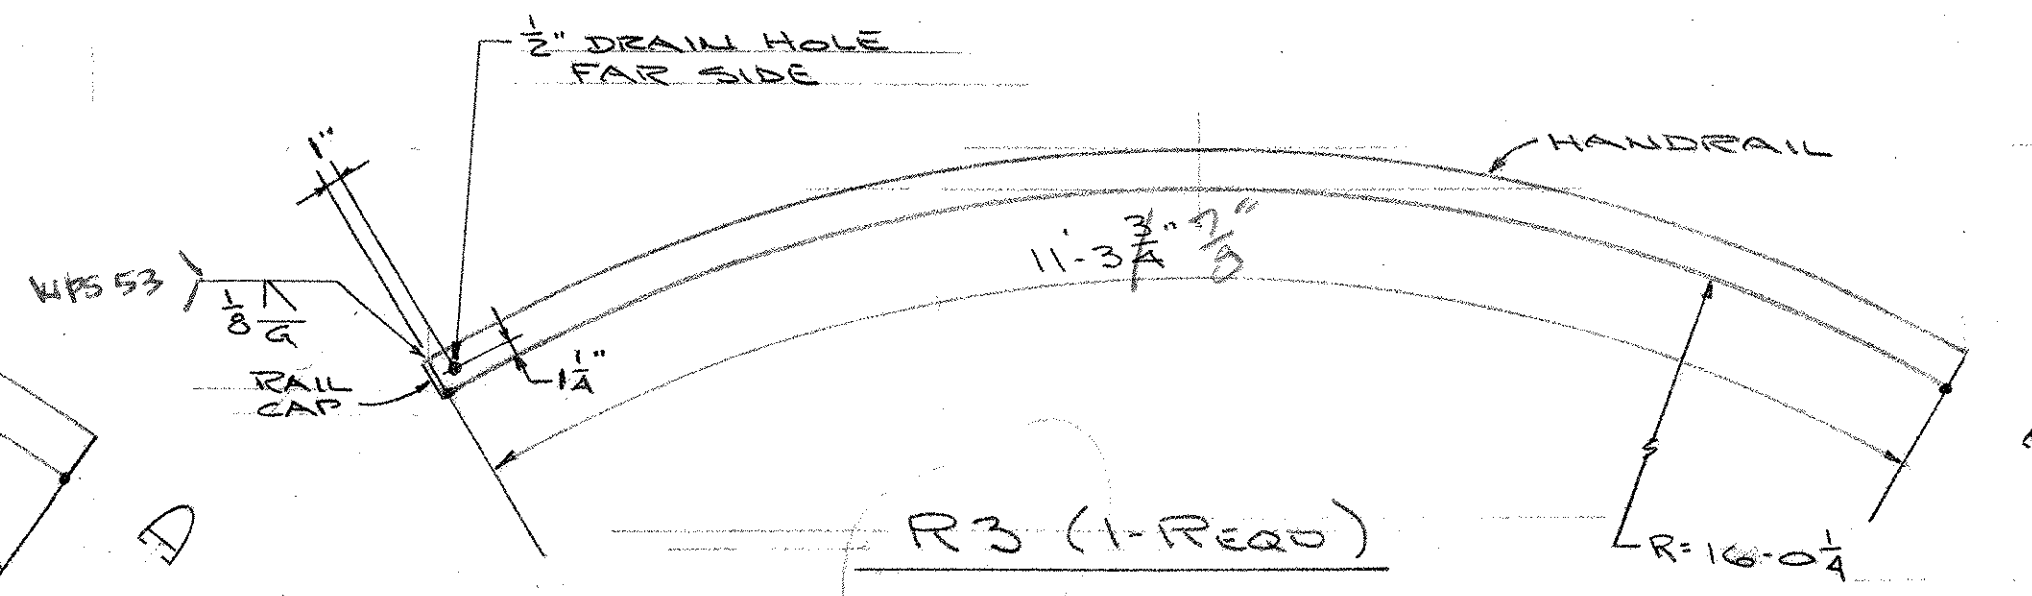 1/2" DRAIN HOLE
FAR SIDE
1"
HANDRAIL
11'-3 3/4" 7/8"
WPS 53
1/8
G
RAIL
CAP
1 1/4"
D
R3 (1-REQD)
R=16-0 1/4